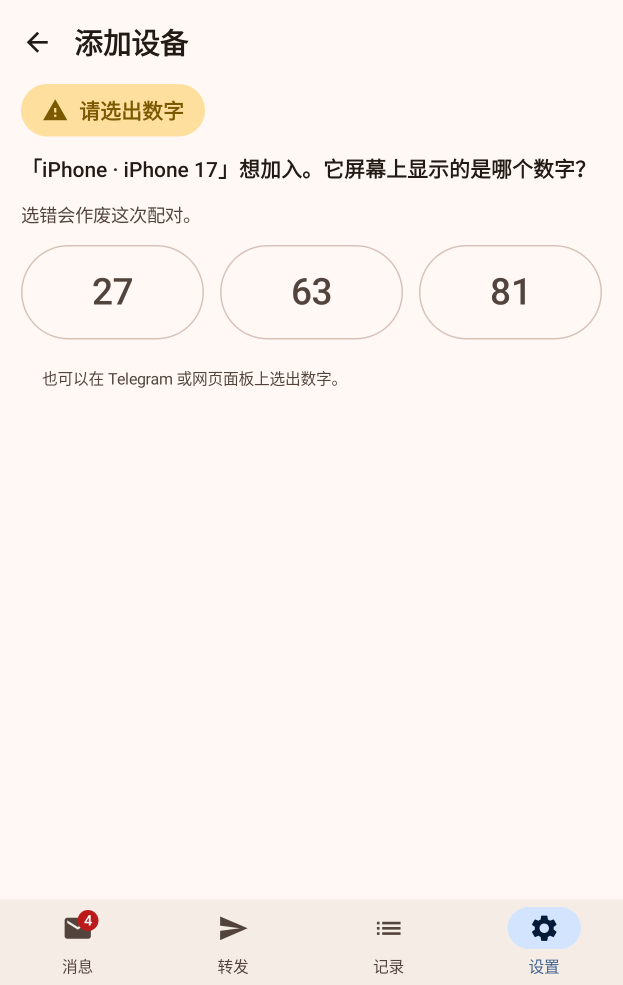 添加设备
请选出数字
「iPhone · iPhone 17」想加入。它屏幕上显示的是哪个数字？
选错会作废这次配对。
27
63
81
也可以在 Telegram 或网页面板上选出数字。
4
消息
转发
记录
设置